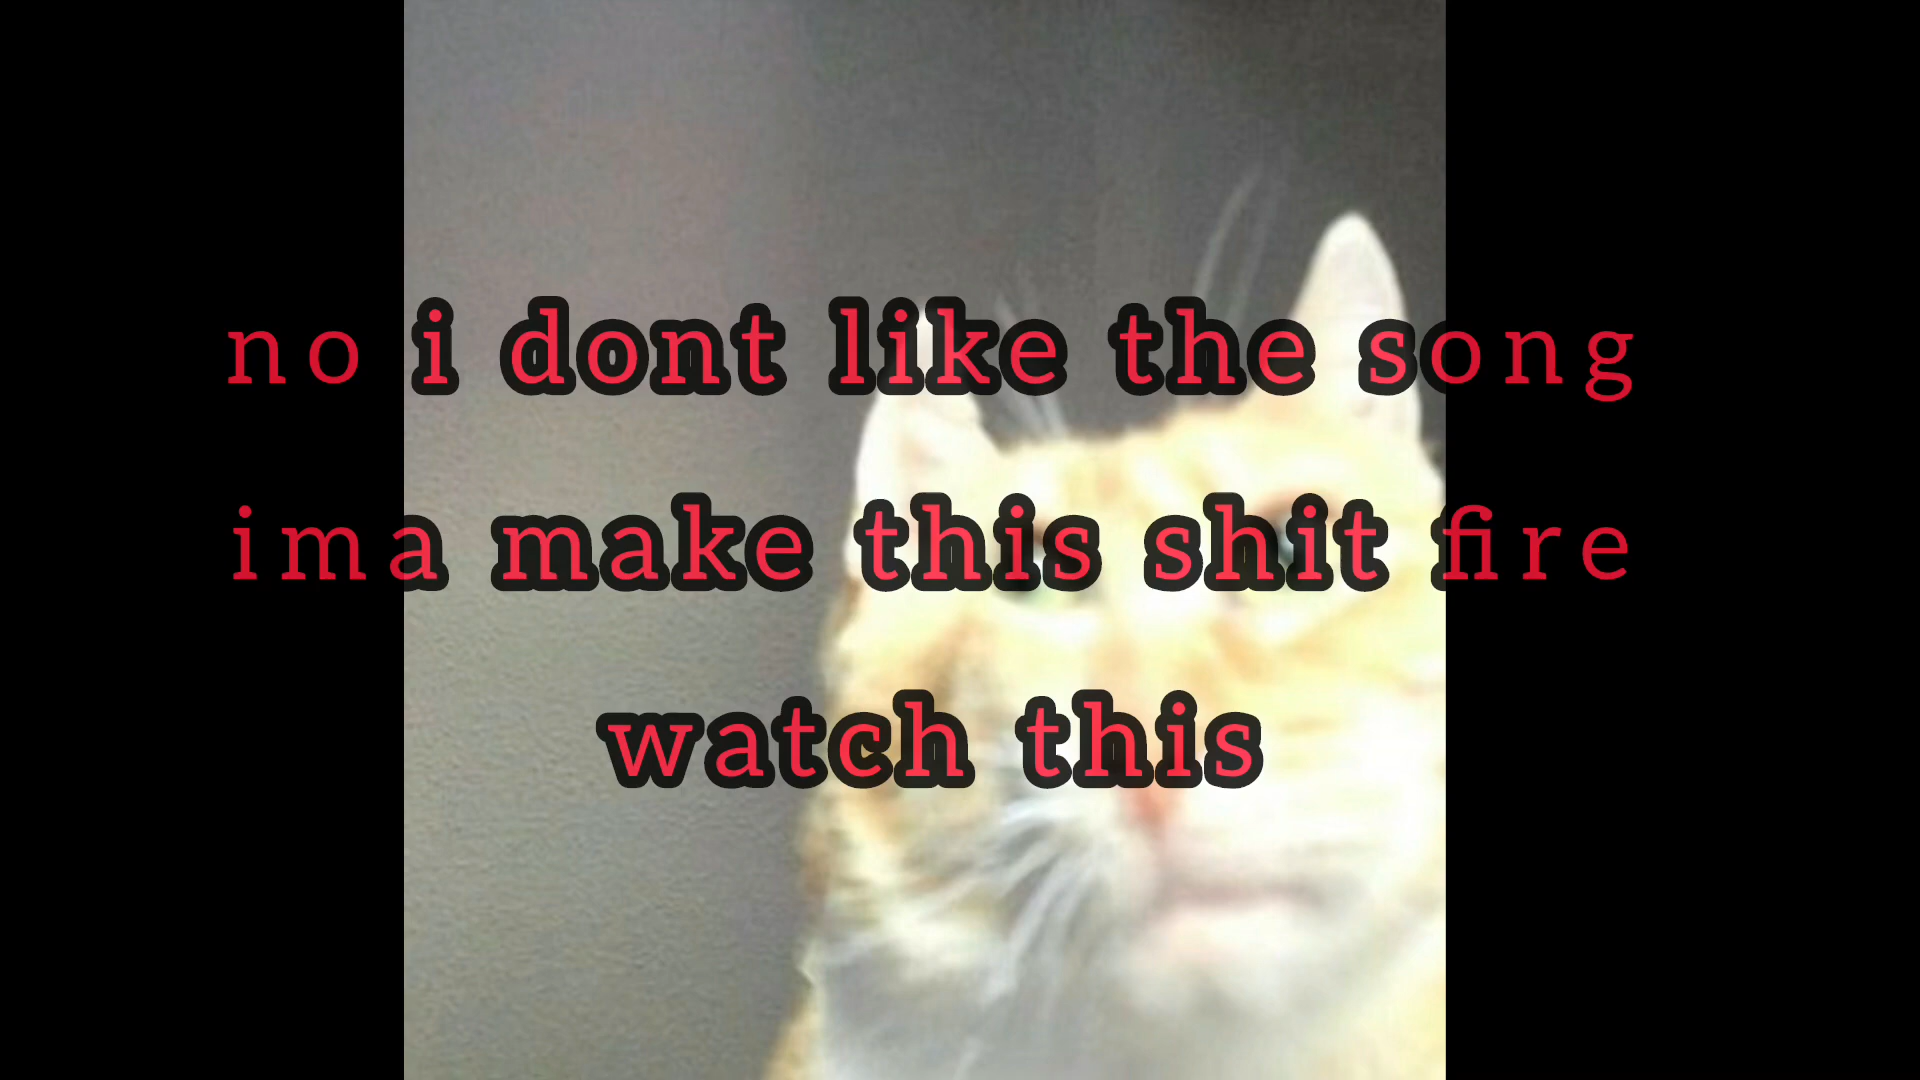 no i dont like the song
ima make this shit fire
watch this